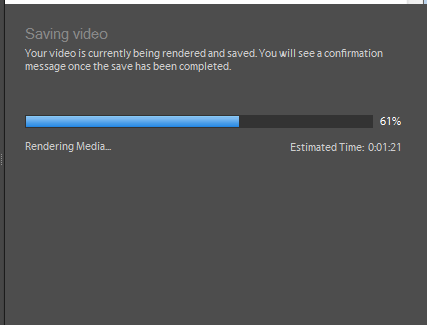 Saving video
Your video is currently being rendered and saved. You will see a confirmation
message once the save has been completed.
61%
Rendering Media... Estimated Time: 0:01:21